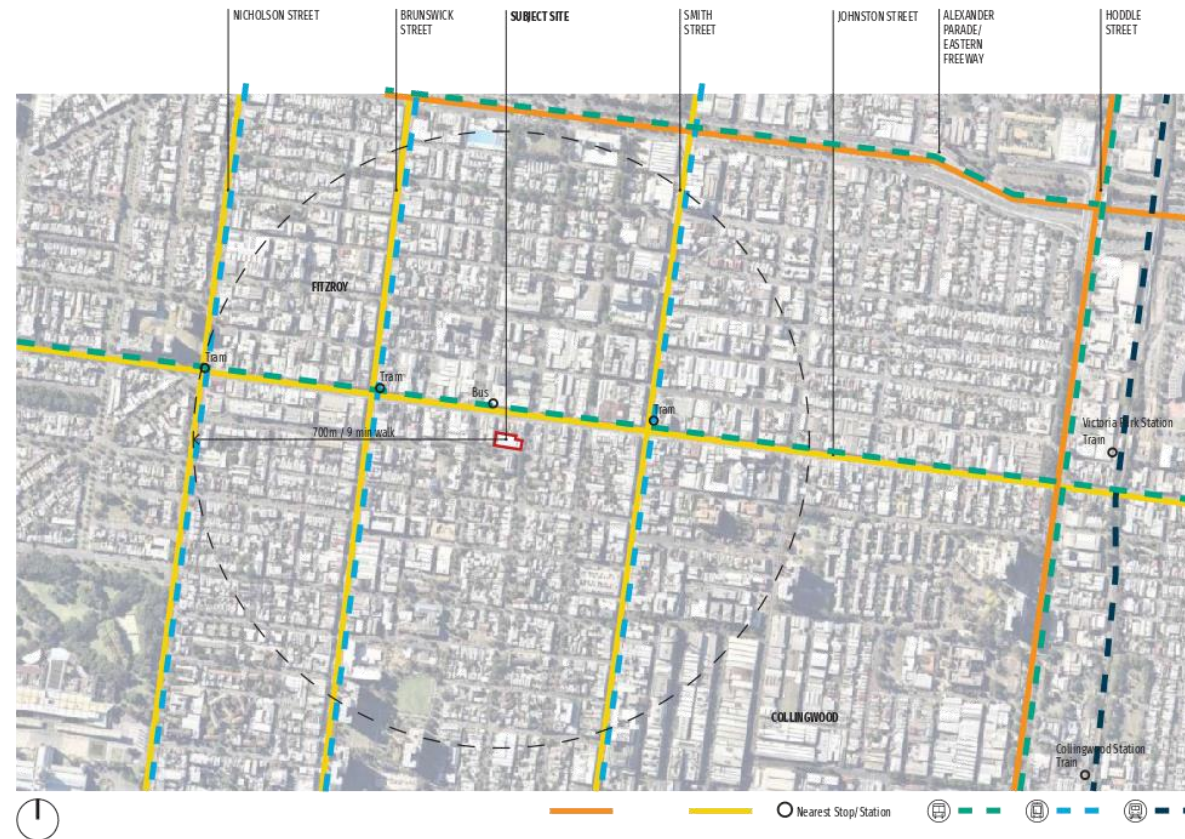 NICHOLSON STREET
BRUNSWICK
STREET
SUBJECT SITE
SMITH
STREET
JOHNSTON STREET
ALEXANDER
PARADE/
EASTERN
FREEWAY
HODDLE
STREET
FITZROY
Tram
Tram
Bus
Tram
700m / 9 min walk
Victoria Park Station
Train
COLLINGWOOD
Collingwood Station
Train
Nearest Stop/Station